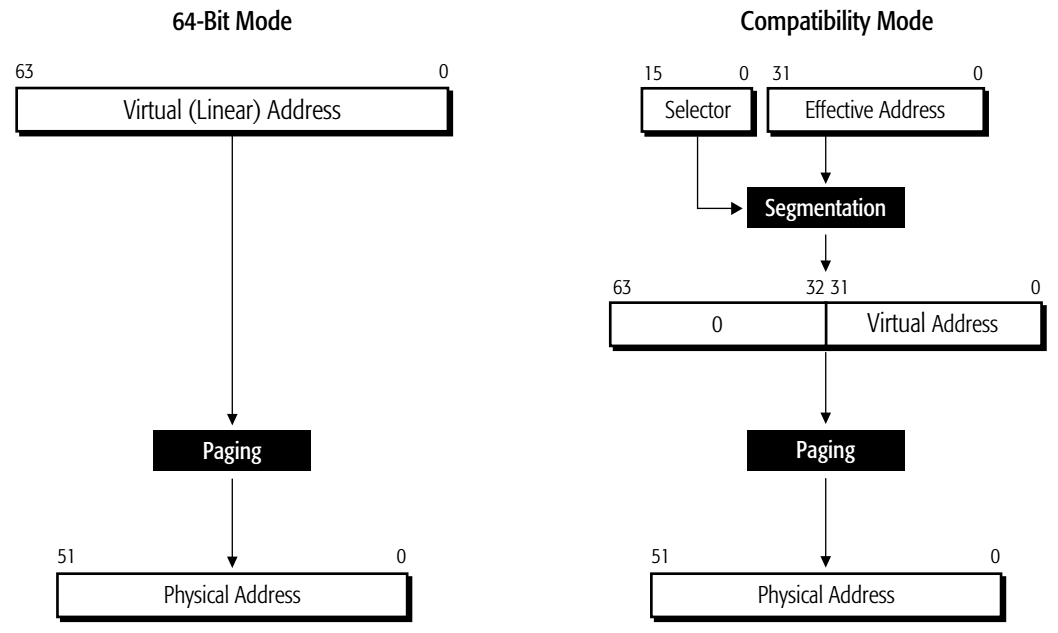 64-Bit Mode
63 0
Virtual (Linear) Address
Paging
51 0
Physical Address
Compatibility Mode
15 0 31 0
Selector Effective Address
Segmentation
63 32 31 0
0 Virtual Address
Paging
51 0
Physical Address